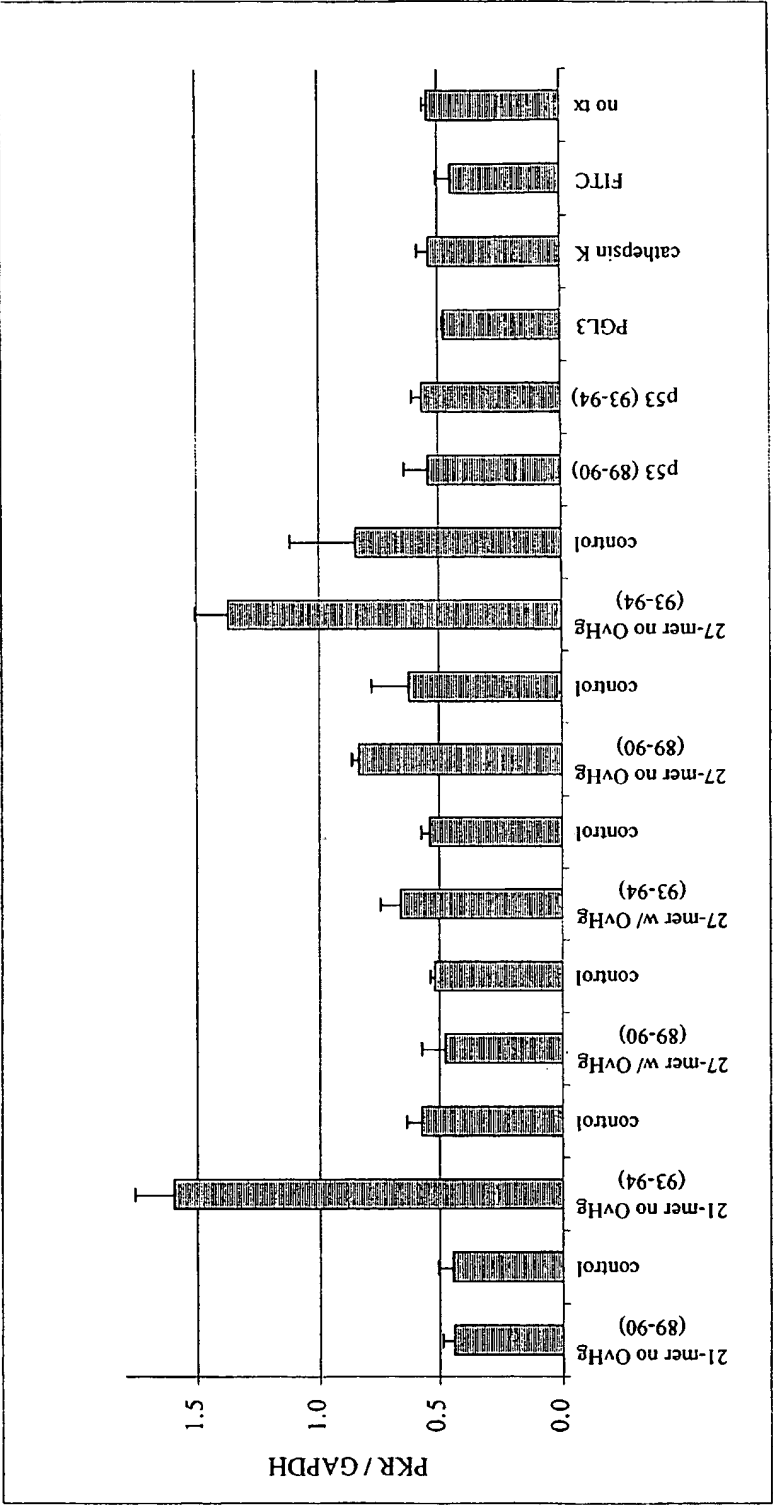 PKR / GAPDH
1.5
1.0
0.5
0.0
21-mer no OvHg
(89-90)
control
21-mer no OvHg
(93-94)
control
27-mer w/ OvHg
(89-90)
control
27-mer w/ OvHg
(93-94)
control
27-mer no OvHg
(89-90)
control
27-mer no OvHg
(93-94)
control
p53 (89-90)
p53 (93-94)
PGL3
cathepsin K
FITC
no tx